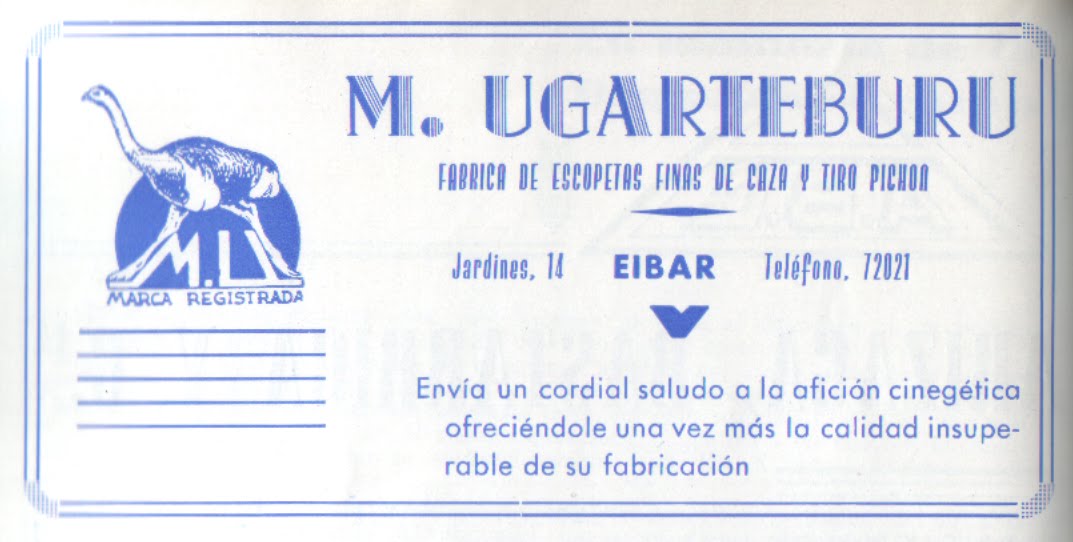 M. UGARTEBURU
FABRICA DE ESCOPETAS FINAS DE CAZA Y TIRO PICHON
Jardines, 14 EIBAR Teléfono, 72021
M.U
MARCA REGISTRADA
Envía un cordial saludo a la afición cinegética
ofreciéndole una vez más la calidad insupe-
rable de su fabricación